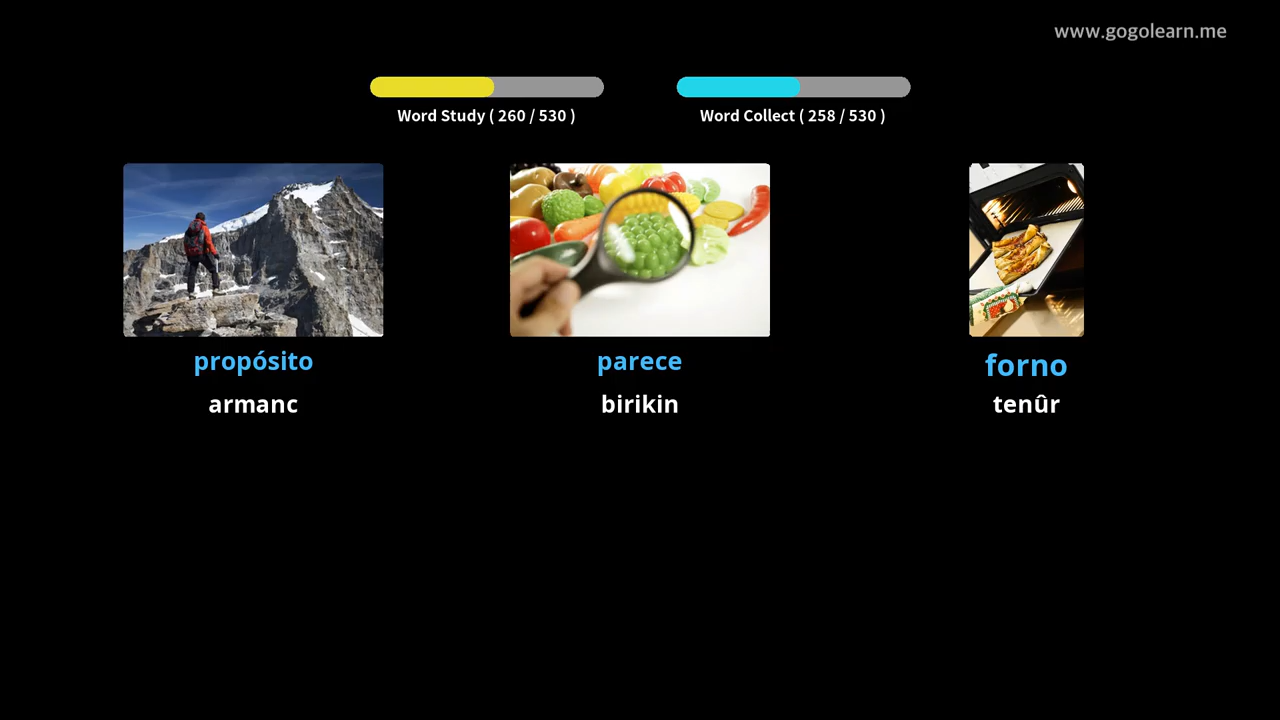 www.gogolearn.me
Word Study ( 260 / 530 )
Word Collect ( 258 / 530 )
propósito
parece
forno
armanc
birikin
tenûr